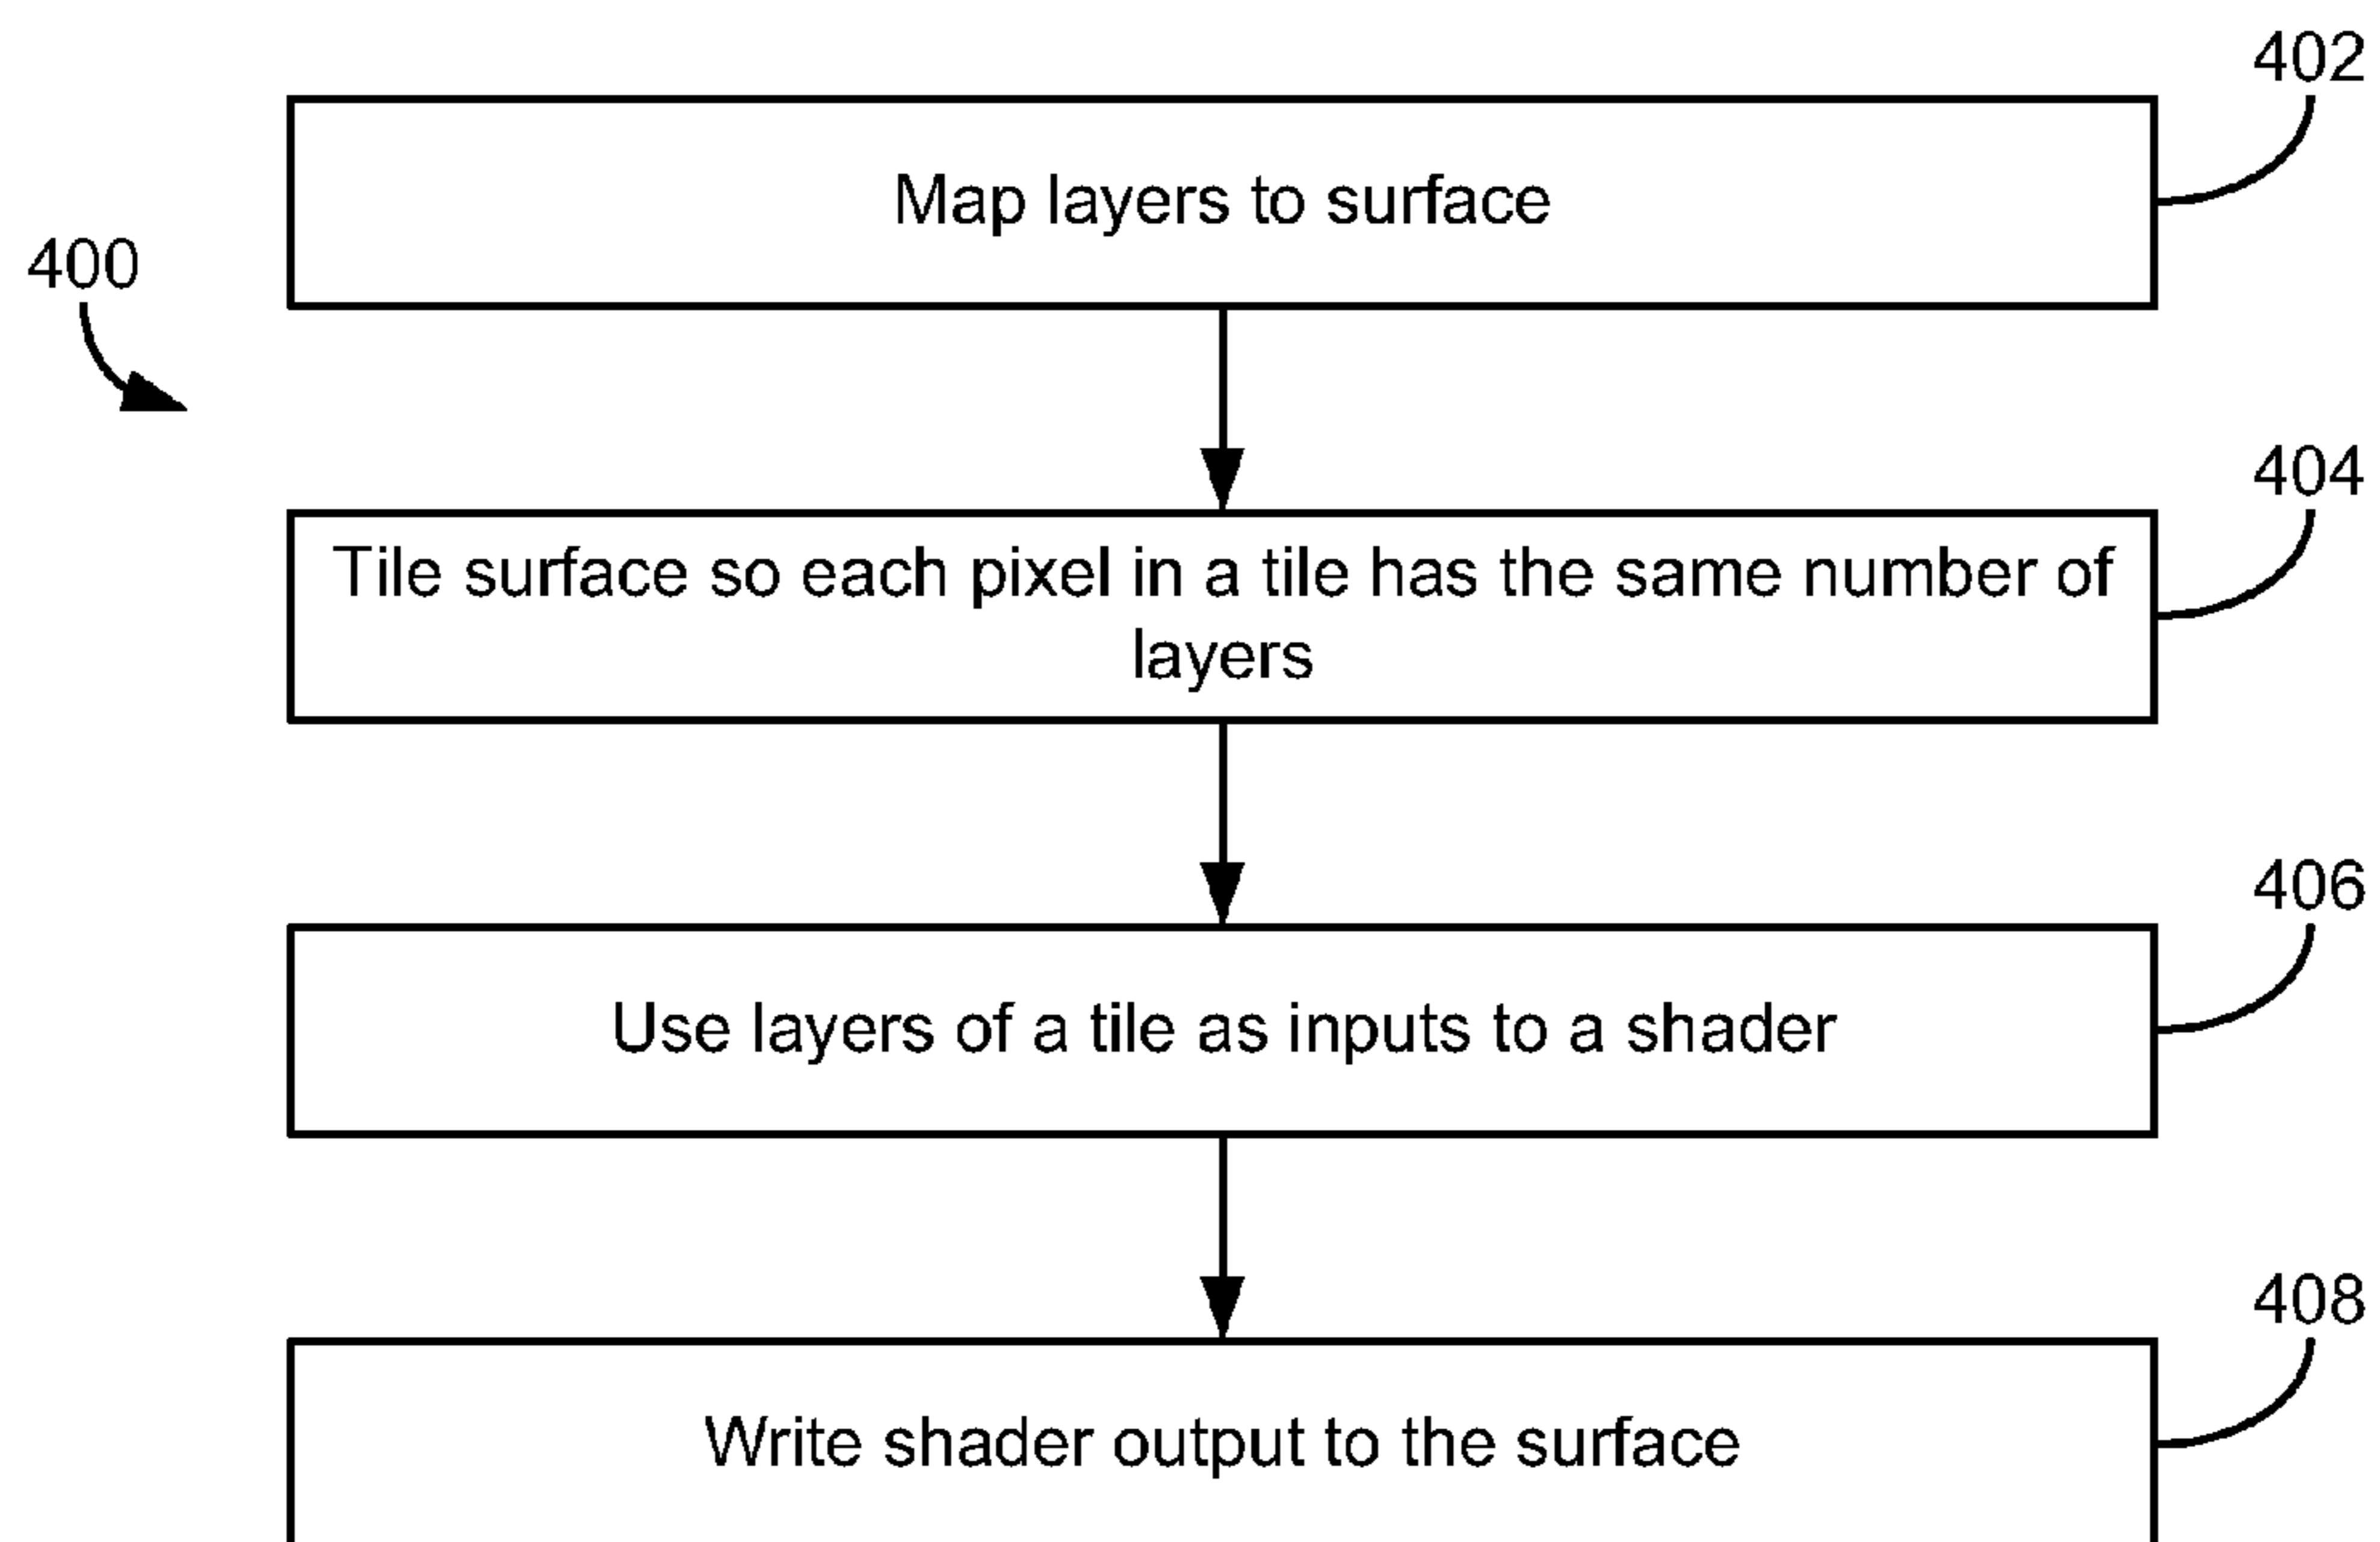 402
Map layers to surface
400
404
Tile surface so each pixel in a tile has the same number of
layers
406
Use layers of a tile as inputs to a shader
408
Write shader output to the surface